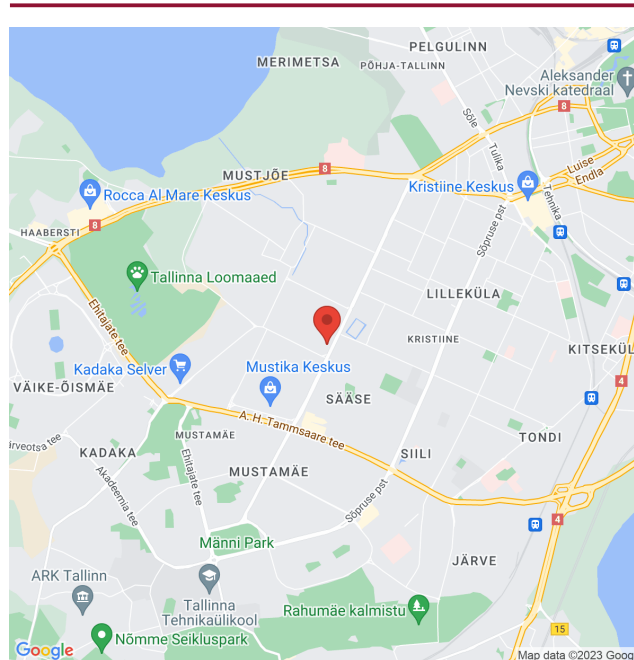 PELGULINN
MERIMETSA
PÕHJA-TALLINN
Aleksander
Nevski katedraal
8
Sõle
Tulika
Luise
Endla
8
MUSTJÕE
Kristiine Keskus
Tehnika
Rocca Al Mare Keskus
8
HAABERSTI
Sõpruse pst
Tallinna Loomaaed
LILLEKÜLA
Ehitajate tee
KRISTIINE
KITSEKÜL
Kadaka Selver
Mustika Keskus
4
VÄIKE-ÕISMÄE
SÄÄSE
A. H. Tammsaare tee
ärveotsa tee
MUSTAMÄE
TONDI
KADAKA
SIILI
Ehitajate tee
MUSTAMÄE
Akadeemia tee
Sõpruse pst
4
Männi Park
JÄRVE
ARK Tallinn
Tallinna
Tehnikaülikool
Rahumäe kalmistu
15
Nõmme Seikluspark
Google
Map data ©2023 Goog